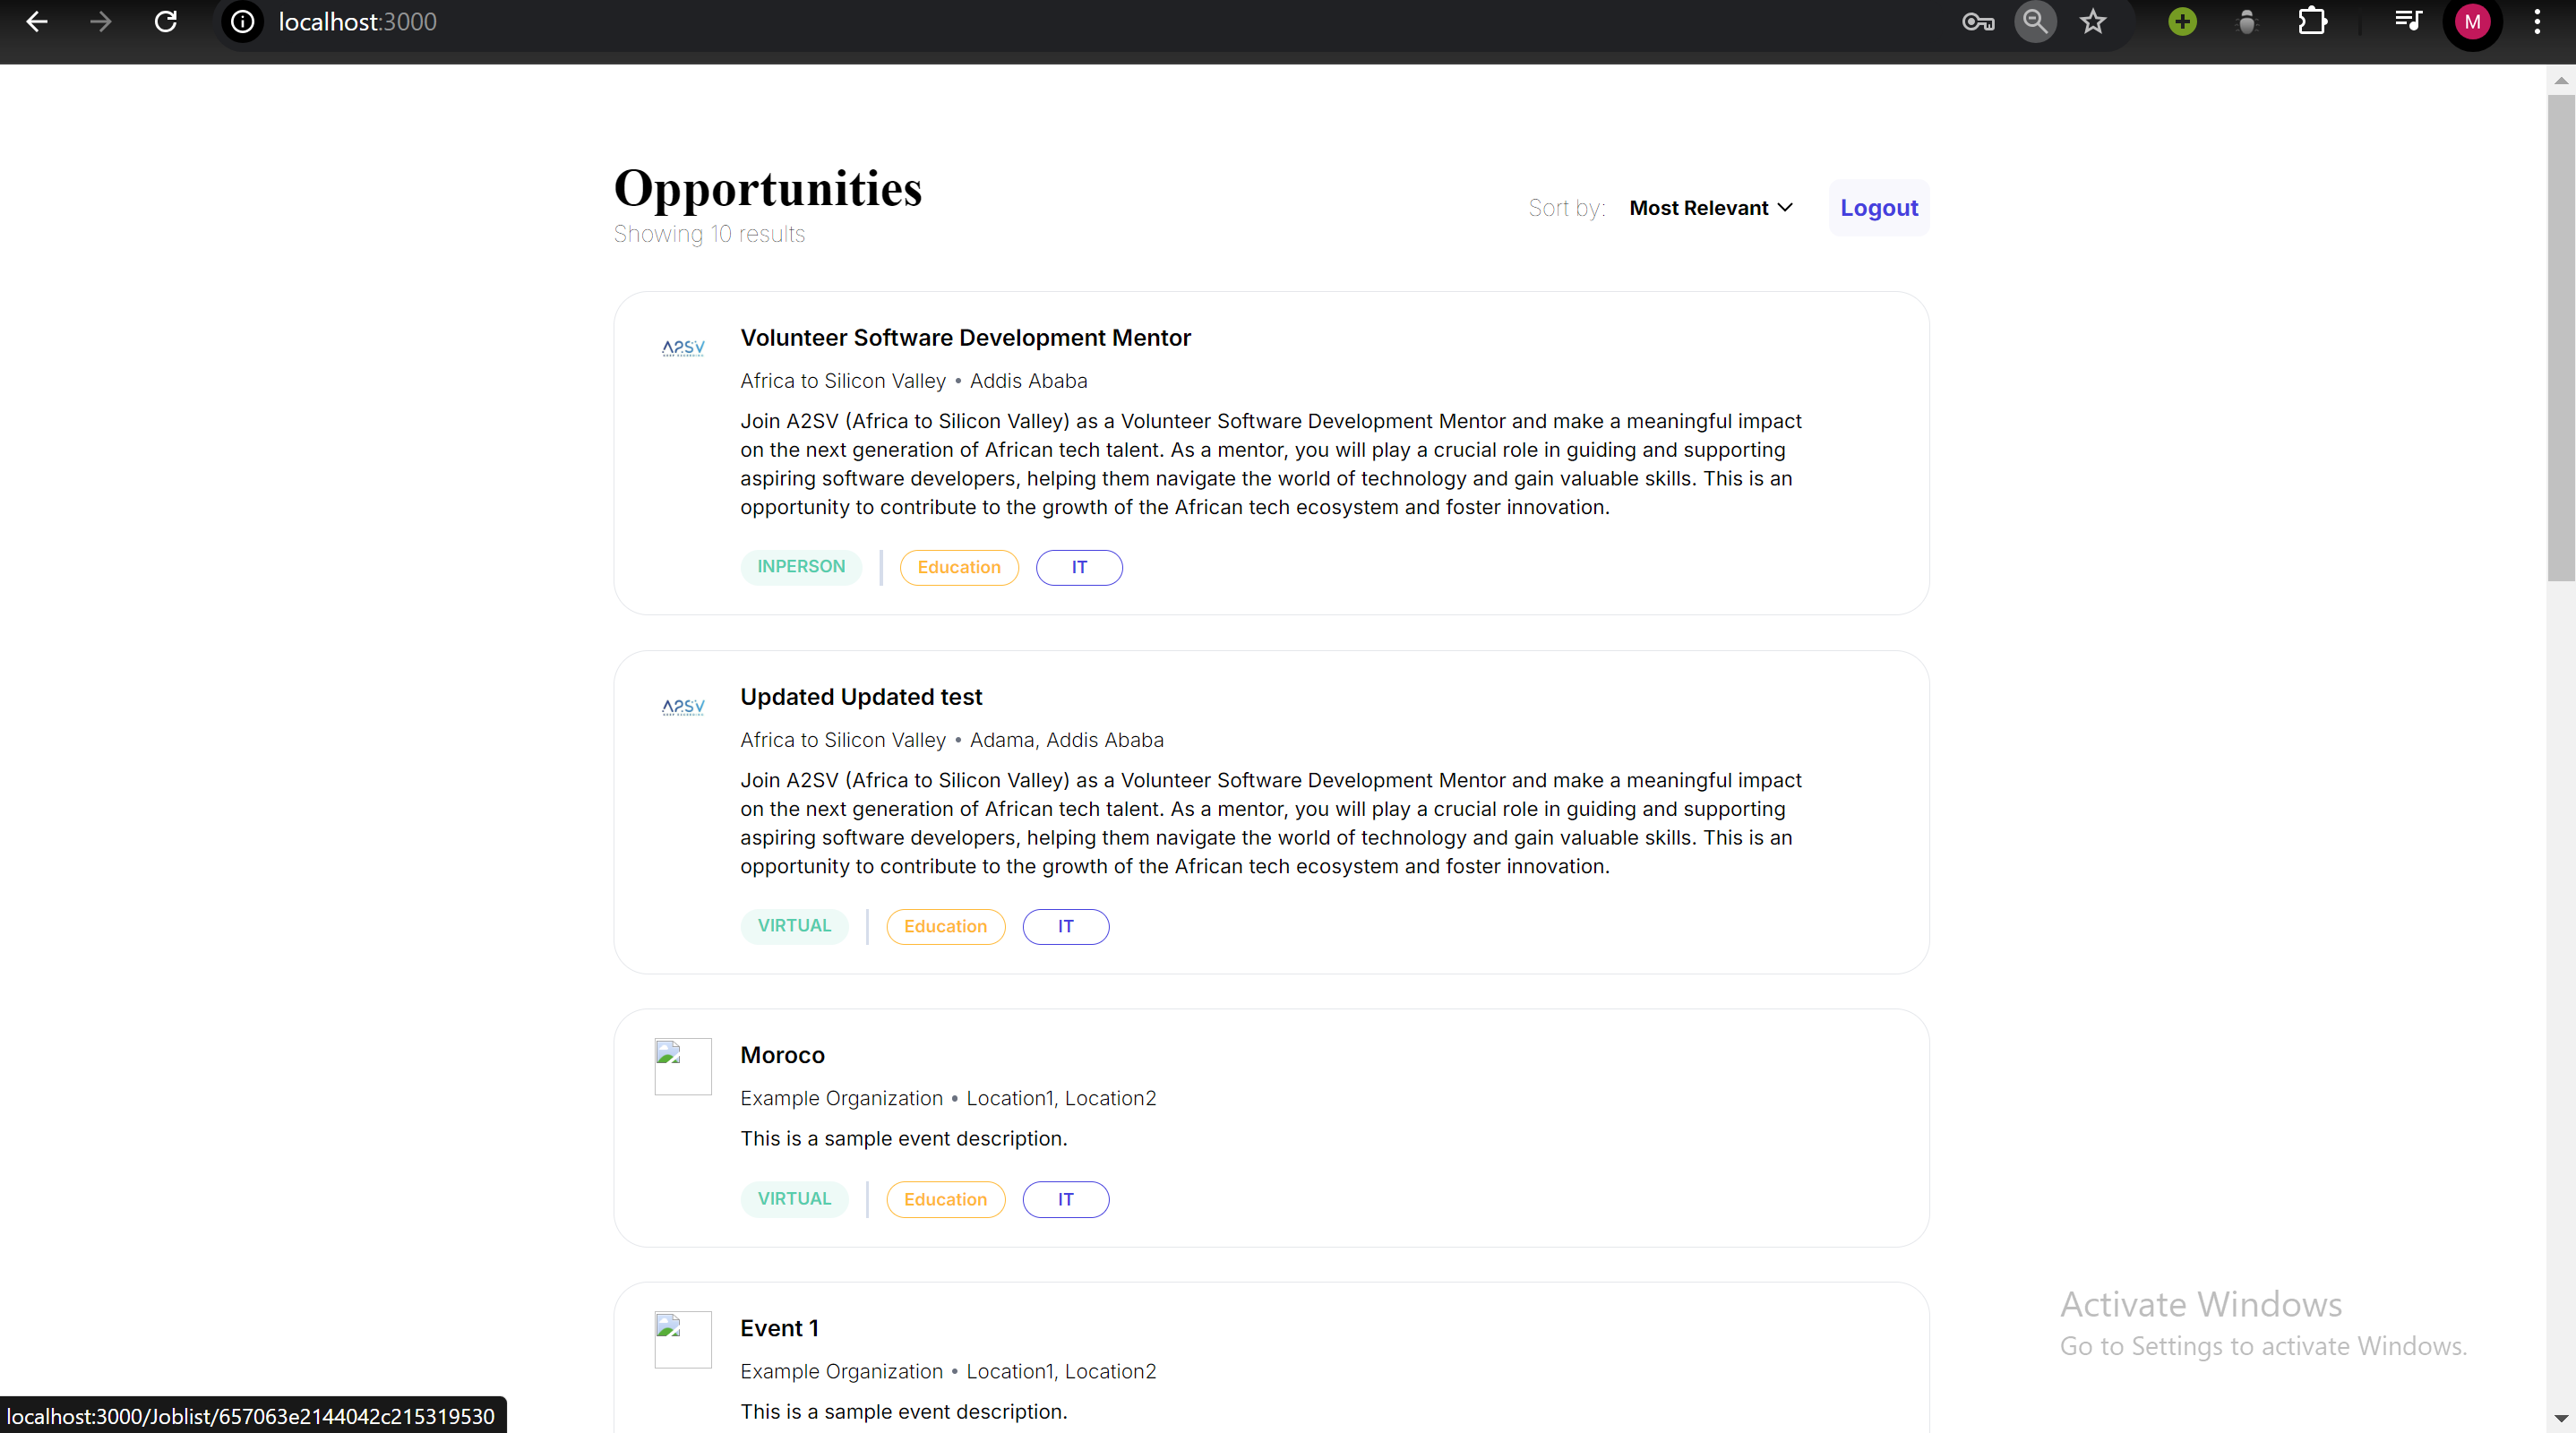 localhost:3000
M
Opportunities
Showing 10 results
Sort by: Most Relevant
Logout
A2SV
Volunteer Software Development Mentor
Africa to Silicon Valley • Addis Ababa
Join A2SV (Africa to Silicon Valley) as a Volunteer Software Development Mentor and make a meaningful impact
on the next generation of African tech talent. As a mentor, you will play a crucial role in guiding and supporting
aspiring software developers, helping them navigate the world of technology and gain valuable skills. This is an
opportunity to contribute to the growth of the African tech ecosystem and foster innovation.
INPERSON Education IT
A2SV
Updated Updated test
Africa to Silicon Valley • Adama, Addis Ababa
Join A2SV (Africa to Silicon Valley) as a Volunteer Software Development Mentor and make a meaningful impact
on the next generation of African tech talent. As a mentor, you will play a crucial role in guiding and supporting
aspiring software developers, helping them navigate the world of technology and gain valuable skills. This is an
opportunity to contribute to the growth of the African tech ecosystem and foster innovation.
VIRTUAL Education IT
Moroco
Example Organization • Location1, Location2
This is a sample event description.
VIRTUAL Education IT
Event 1
Example Organization • Location1, Location2
This is a sample event description.
Activate Windows
Go to Settings to activate Windows.
localhost:3000/Joblist/657063e2144042c215319530